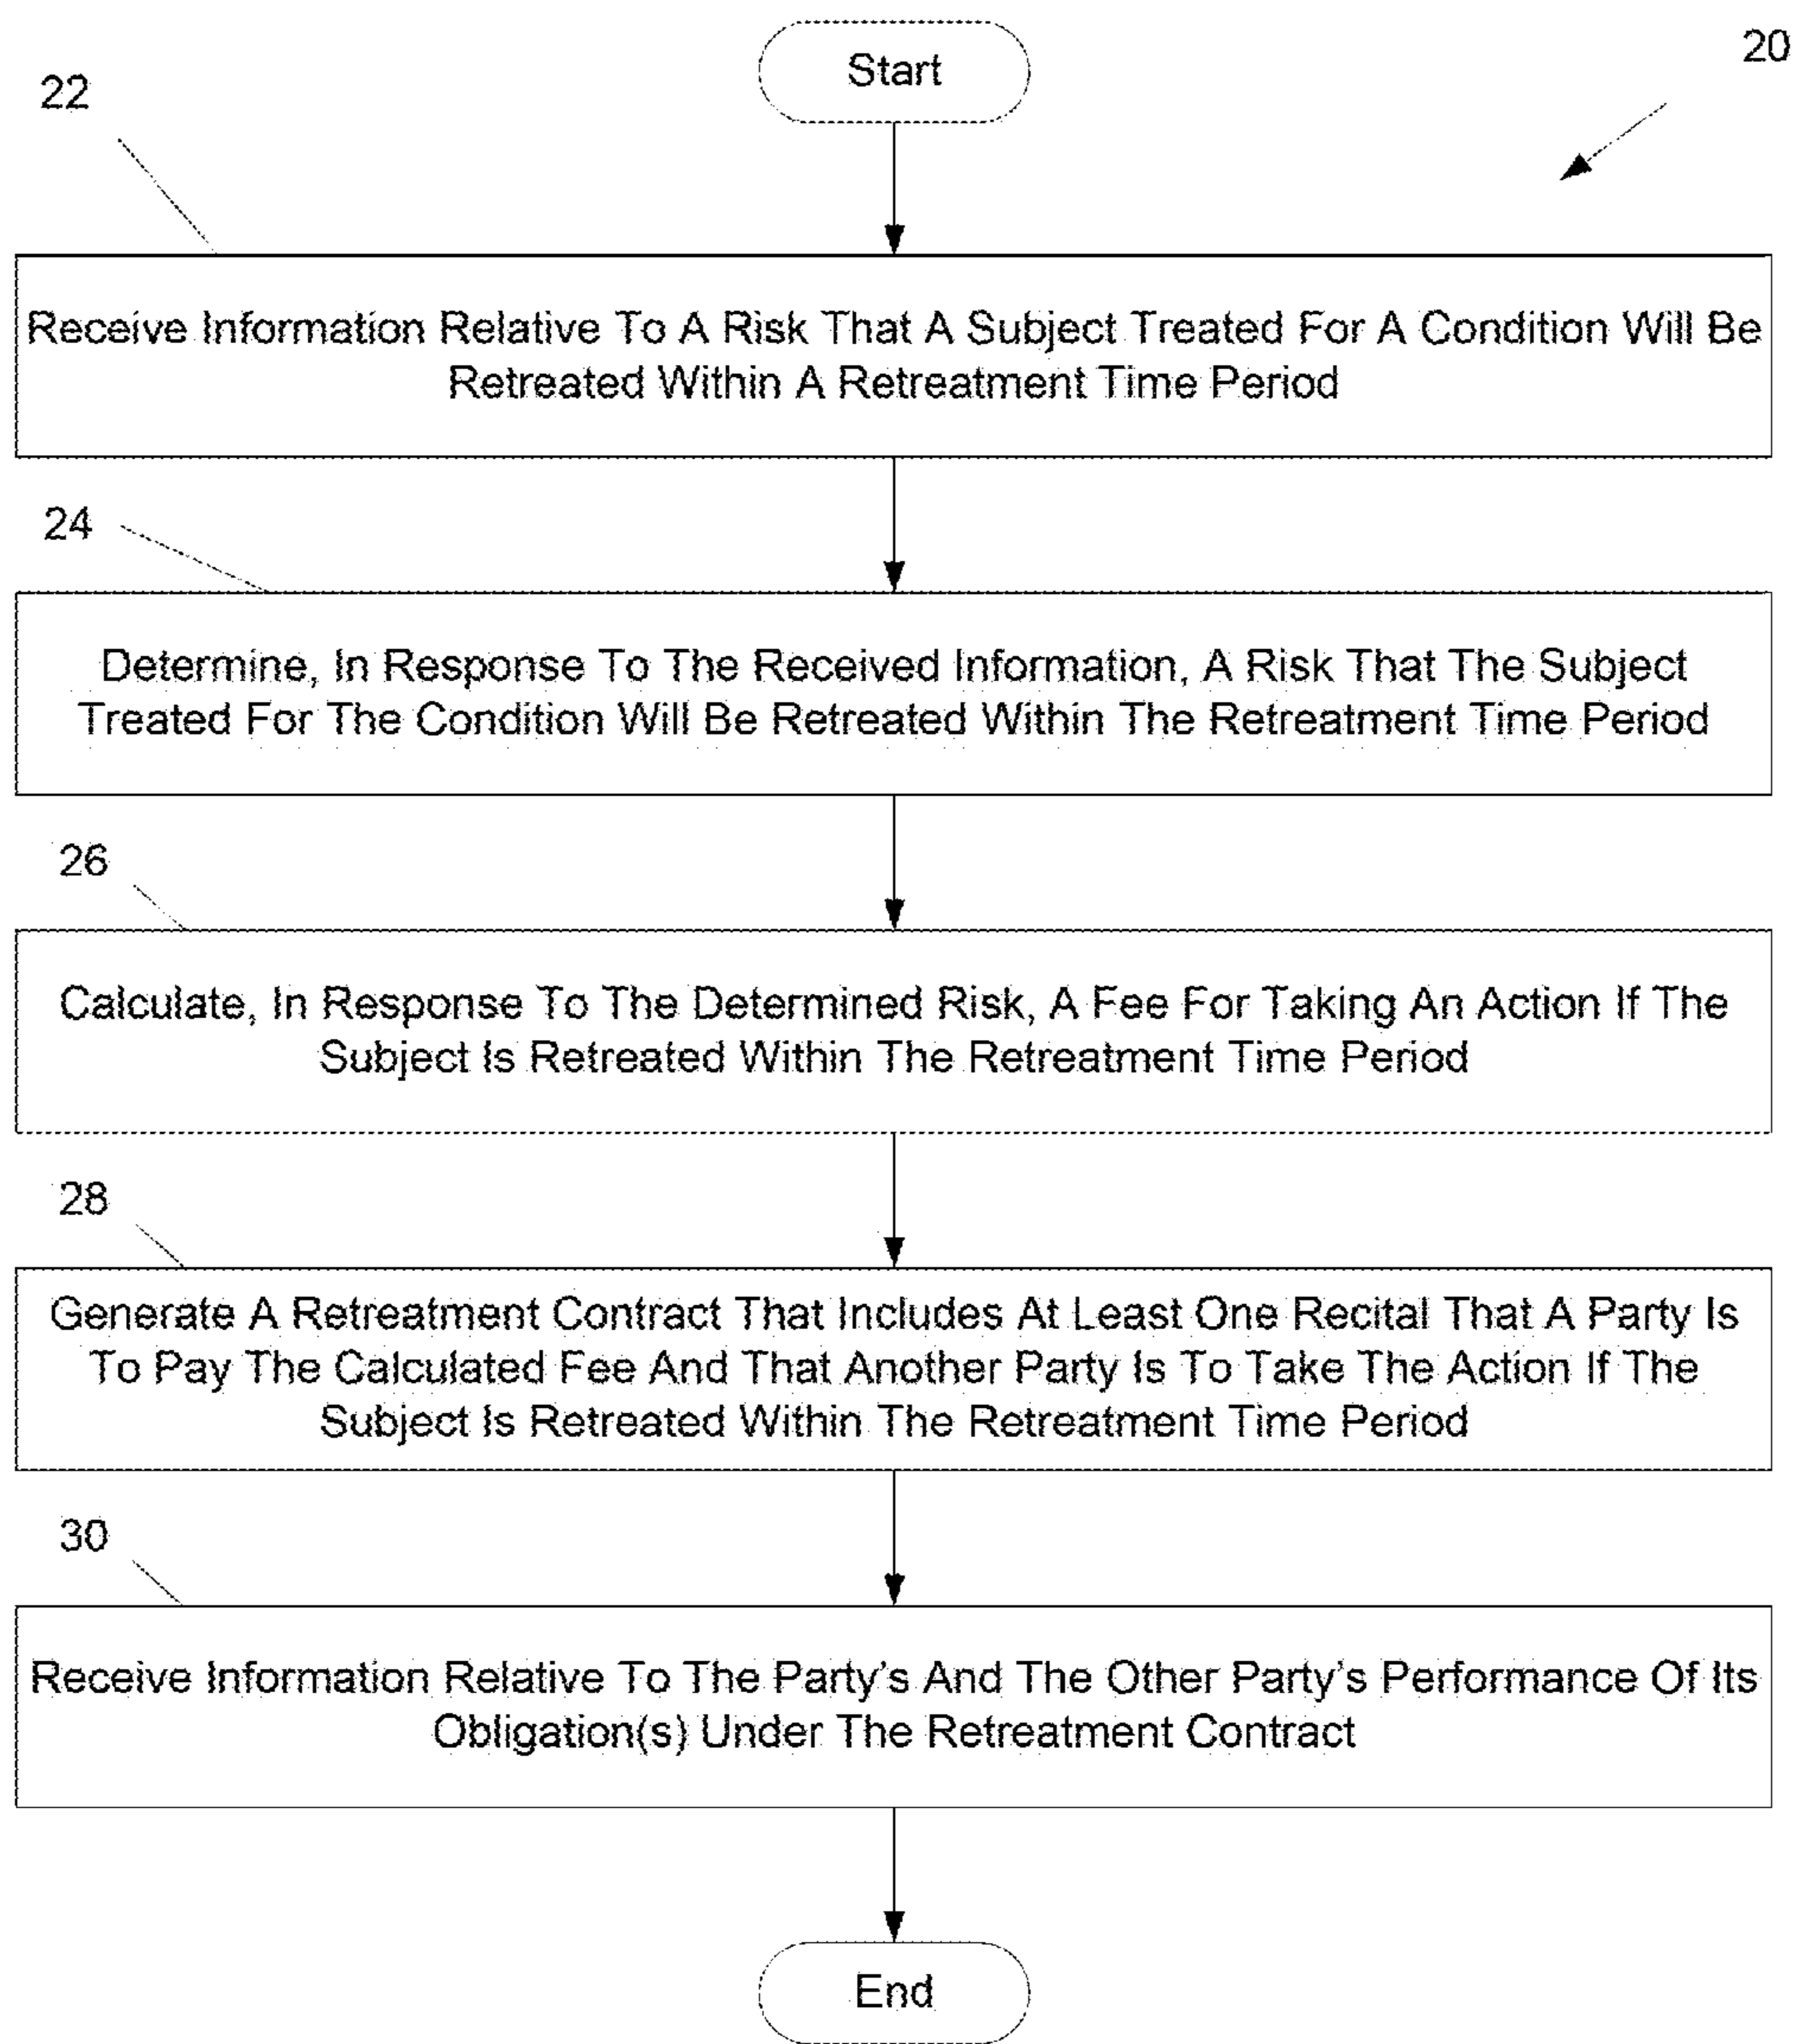 Start
20
22
Receive Information Relative To A Risk That A Subject Treated For A Condition Will Be
Retreated Within A Retreatment Time Period
24
Determine, In Response To The Received Information, A Risk That The Subject
Treated For The Condition Will Be Retreated Within The Retreatment Time Period
26
Calculate, In Response To The Determined Risk, A Fee For Taking An Action If The
Subject Is Retreated Within The Retreatment Time Period
28
Generate A Retreatment Contract That Includes At Least One Recital That A Party Is
To Pay The Calculated Fee And That Another Party Is To Take The Action If The
Subject Is Retreated Within The Retreatment Time Period
30
Receive Information Relative To The Party's And The Other Party's Performance Of Its
Obligation(s) Under The Retreatment Contract
End